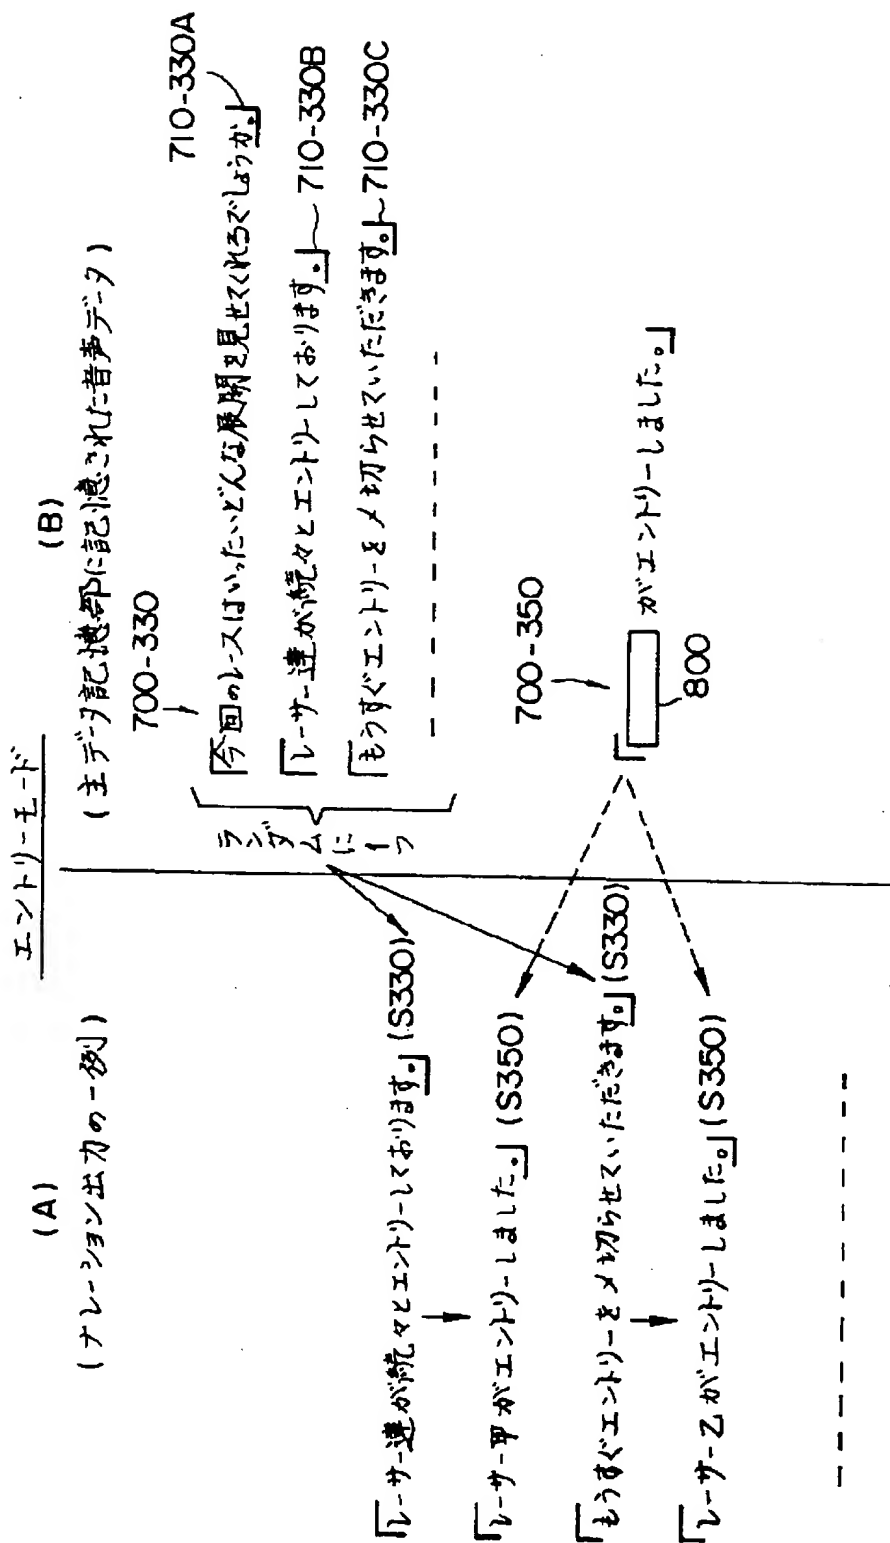 エントリーモード
(A)
(ナレーション出力の一例)
「レーサー達が続々とエントリーしております。」(S330)
「レーサー甲がエントリーしました。」(S350)
「もうすぐエントリーを〆切らせていただきます。」(S330)
「レーサー乙がエントリーしました。」(S350)
(B)
(主データ記憶部に記憶された音声データ)
700-330
ランダムに1つ
「今回のレースはいったいどんな展開を見せてくれるでしょうか。」
710-330A
「レーサー達が続々とエントリーしております。」〜710-330B
「もうすぐエントリーを〆切らせていただきます。」〜710-330C
700-350
「 がエントリーしました。」
800